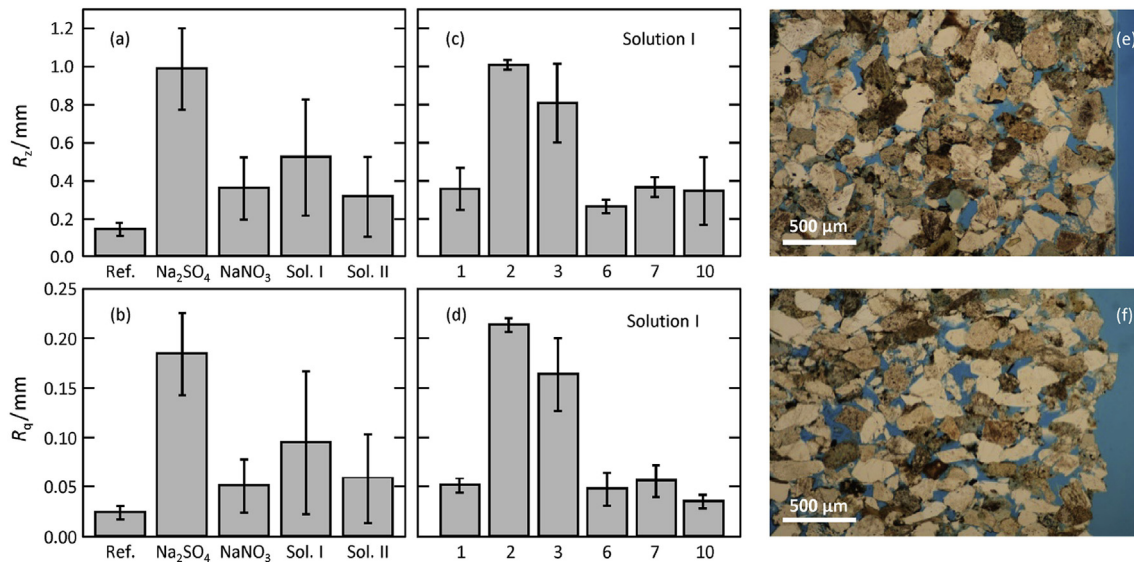 (a)
R_z/mm
1.2
1.0
0.8
0.6
0.4
0.2
0.0
Ref. Na₂SO₄ NaNO₃ Sol. I Sol. II
(c)
Solution I
1 2 3 6 7 10
(b)
R_q/mm
0.25
0.20
0.15
0.10
0.05
0.00
Ref. Na₂SO₄ NaNO₃ Sol. I Sol. II
(d)
Solution I
1 2 3 6 7 10
(e)
500 µm
(f)
500 µm